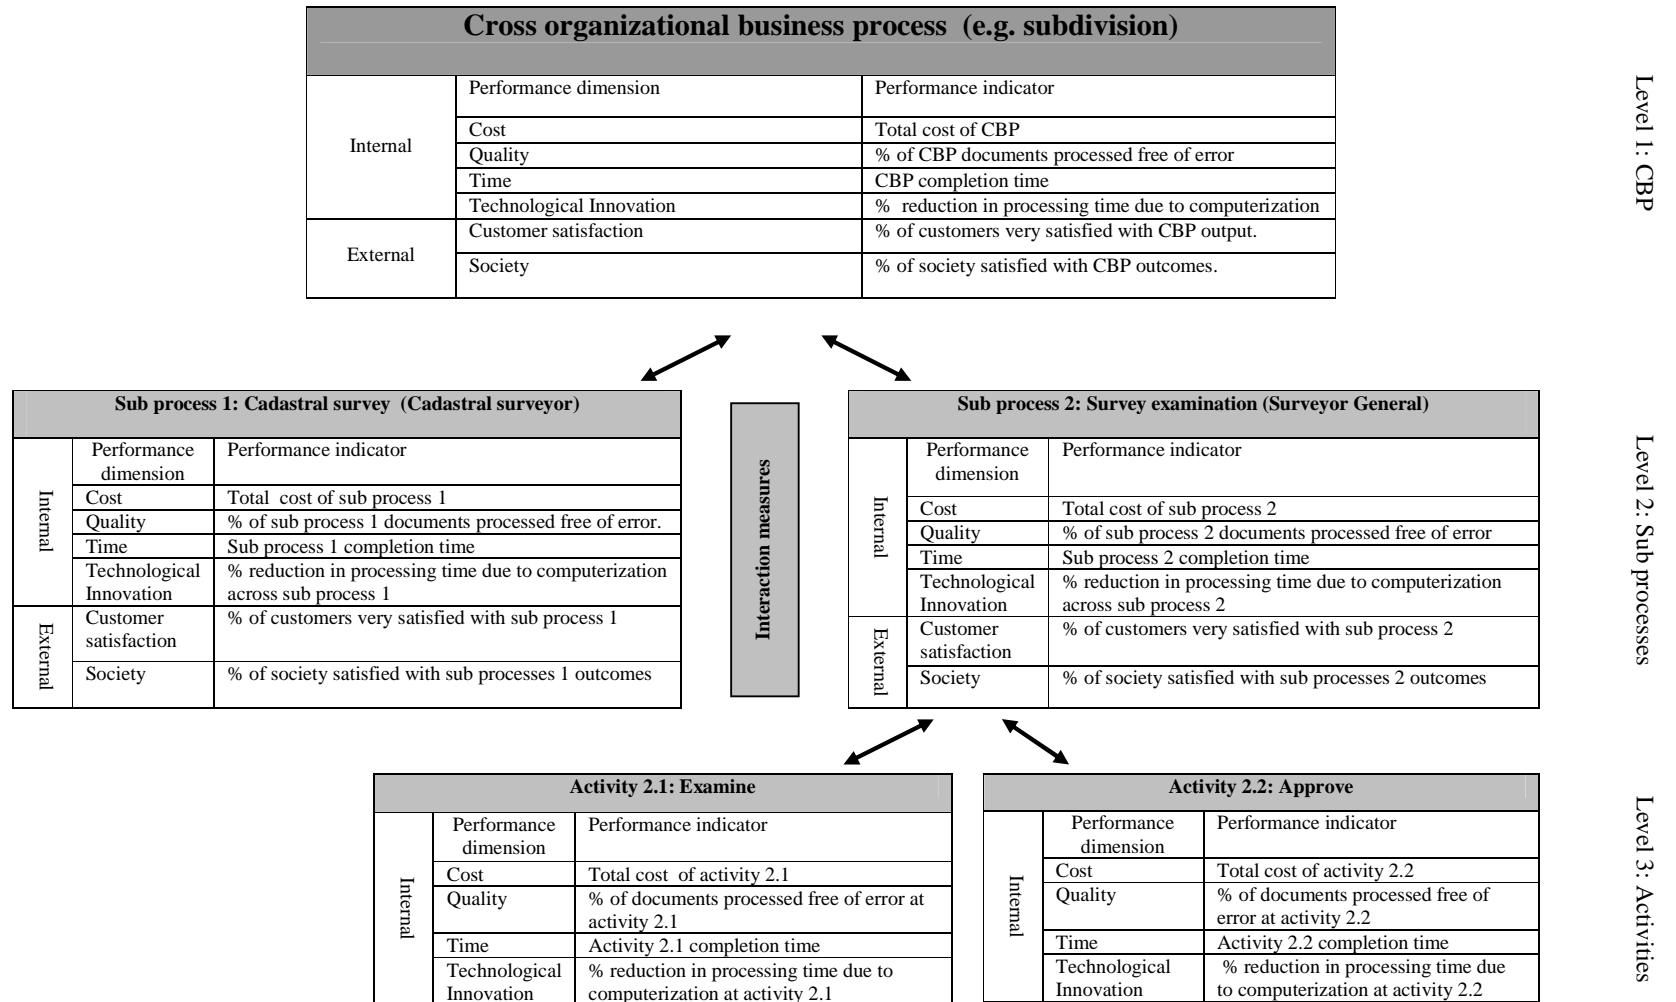 Cross organizational business process (e.g. subdivision)
Internal
Performance dimension
Performance indicator
Cost
Total cost of CBP
Quality
% of CBP documents processed free of error
Time
CBP completion time
Technological Innovation
% reduction in processing time due to computerization
External
Customer satisfaction
% of customers very satisfied with CBP output.
Society
% of society satisfied with CBP outcomes.
Level 1: CBP
Sub process 1: Cadastral survey (Cadastral surveyor)
Internal
Performance
dimension
Performance indicator
Cost
Total cost of sub process 1
Quality
% of sub process 1 documents processed free of error.
Time
Sub process 1 completion time
Technological
Innovation
% reduction in processing time due to computerization
across sub process 1
External
Customer
satisfaction
% of customers very satisfied with sub process 1
Society
% of society satisfied with sub processes 1 outcomes
Interaction measures
Sub process 2: Survey examination (Surveyor General)
Internal
Performance
dimension
Performance indicator
Cost
Total cost of sub process 2
Quality
% of sub process 2 documents processed free of error
Time
Sub process 2 completion time
Technological
Innovation
% reduction in processing time due to computerization
across sub process 2
External
Customer
satisfaction
% of customers very satisfied with sub process 2
Society
% of society satisfied with sub processes 2 outcomes
Level 2: Sub processes
Activity 2.1: Examine
Internal
Performance
dimension
Performance indicator
Cost
Total cost of activity 2.1
Quality
% of documents processed free of error at
activity 2.1
Time
Activity 2.1 completion time
Technological
Innovation
% reduction in processing time due to
computerization at activity 2.1
Activity 2.2: Approve
Internal
Performance
dimension
Performance indicator
Cost
Total cost of activity 2.2
Quality
% of documents processed free of
error at activity 2.2
Time
Activity 2.2 completion time
Technological
Innovation
% reduction in processing time due
to computerization at activity 2.2
Level 3: Activities